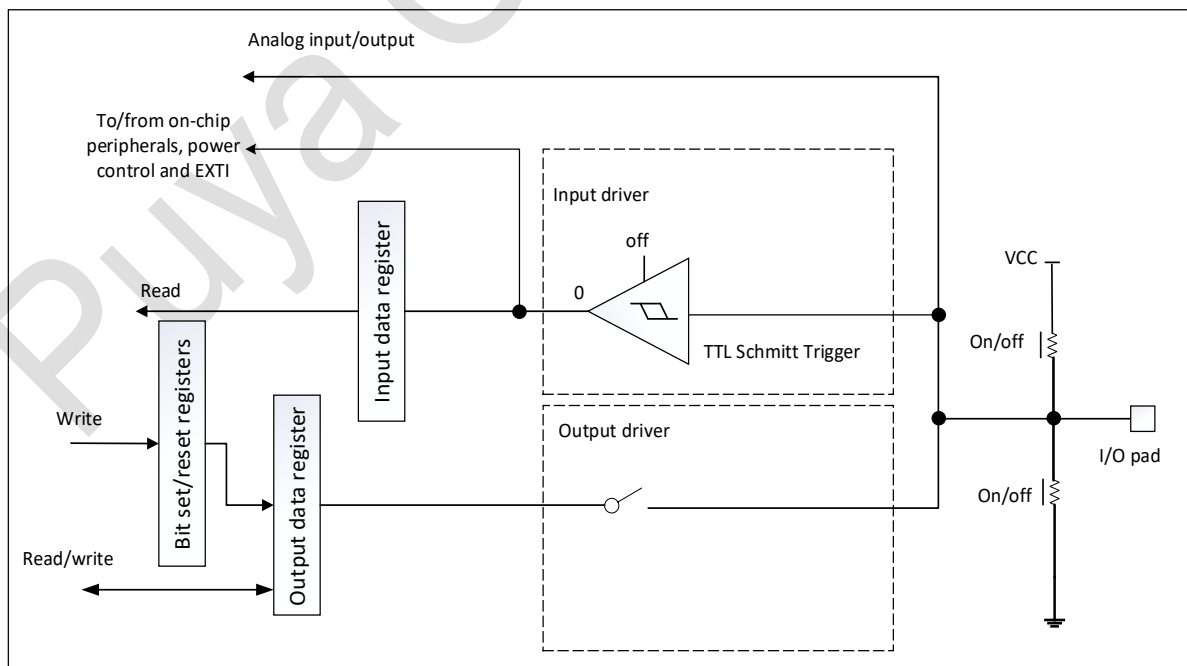 Analog input/output
To/from on-chip
peripherals, power
control and EXTI
Input driver
off
VCC
0
Read
Input data register
TTL Schmitt Trigger
On/off
Bit set/reset registers
Write
Output data register
Output driver
I/O pad
On/off
Read/write
Puya